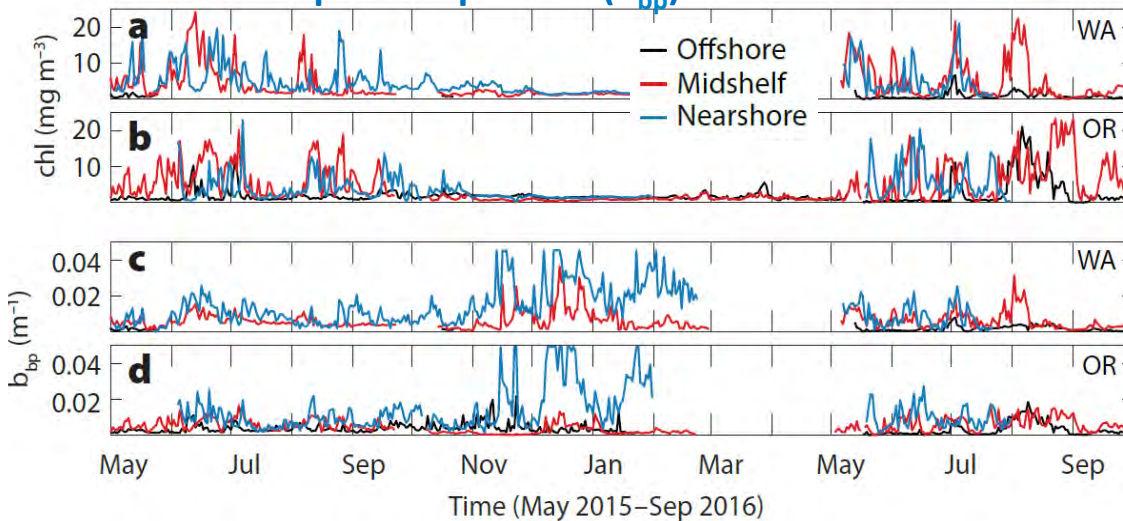 bp
a
WA
20
10
Offshore
Midshelf
Nearshore
chl (mg m⁻³)
b
OR
20
10
c
WA
0.04
0.02
b_bp (m⁻¹)
d
OR
0.04
0.02
May Jul Sep Nov Jan Mar May Jul Sep
Time (May 2015–Sep 2016)